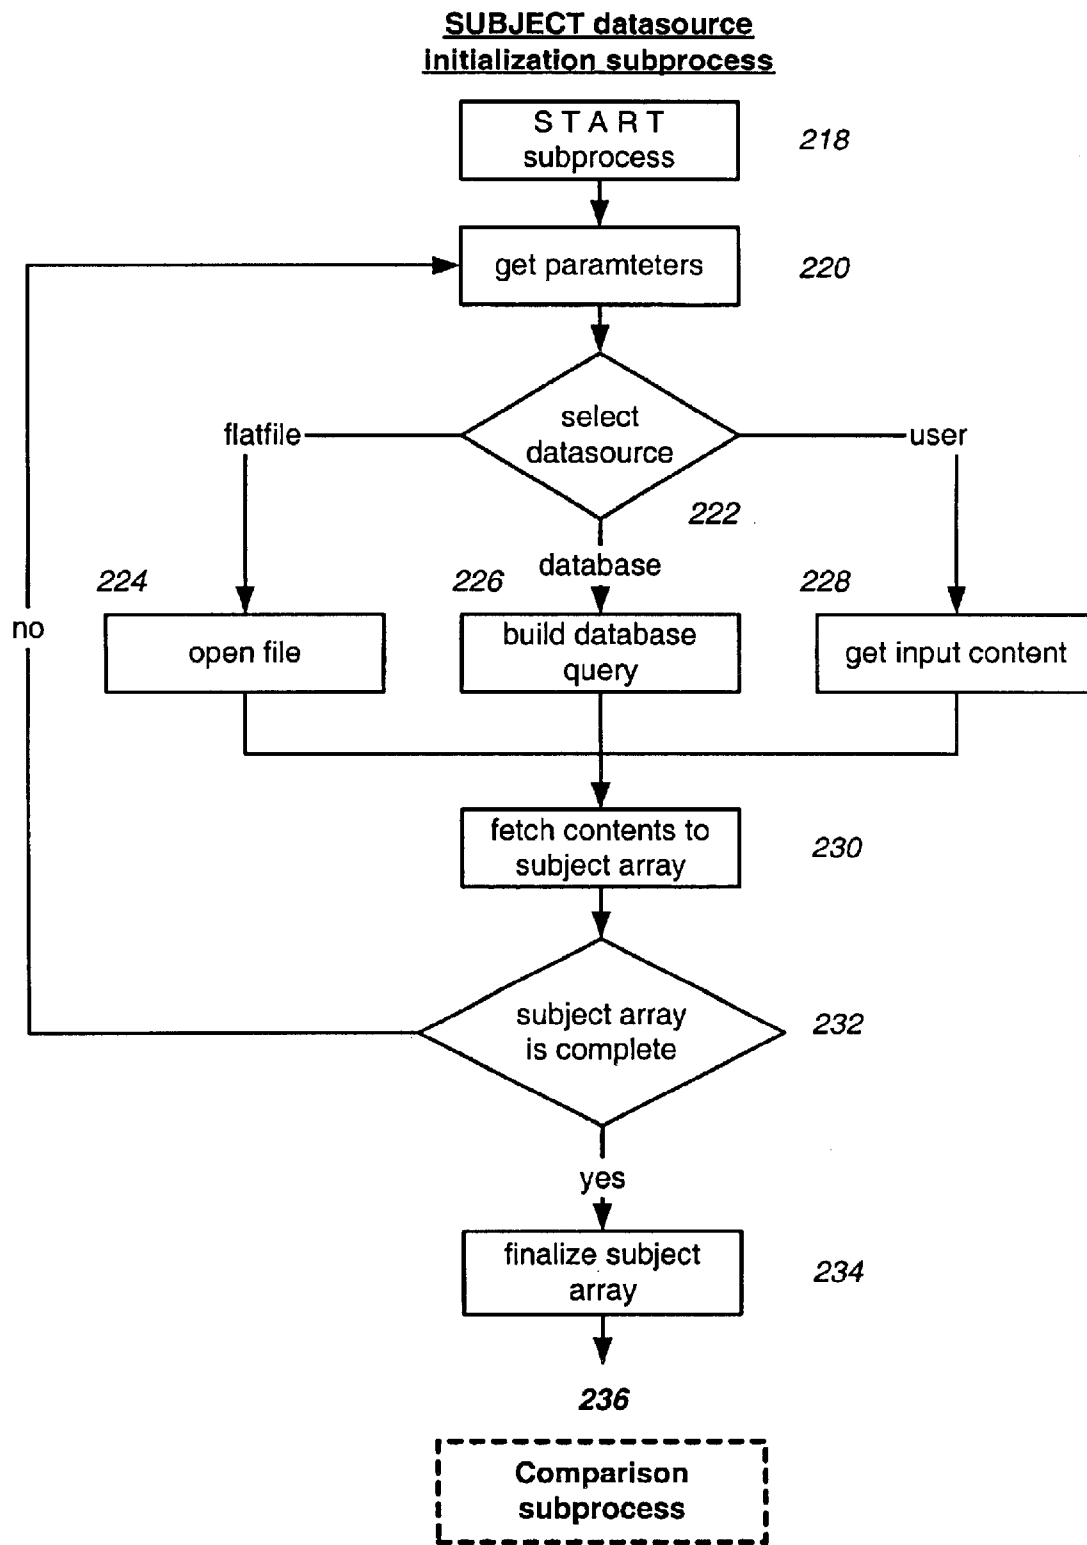 SUBJECT datasource
initialization subprocess
S T A R T
subprocess
218
get paramteters
220
select
datasource
flatfile
user
222
database
224
226
228
no
open file
build database
query
get input content
fetch contents to
subject array
230
subject array
is complete
232
yes
finalize subject
array
234
236
Comparison
subprocess